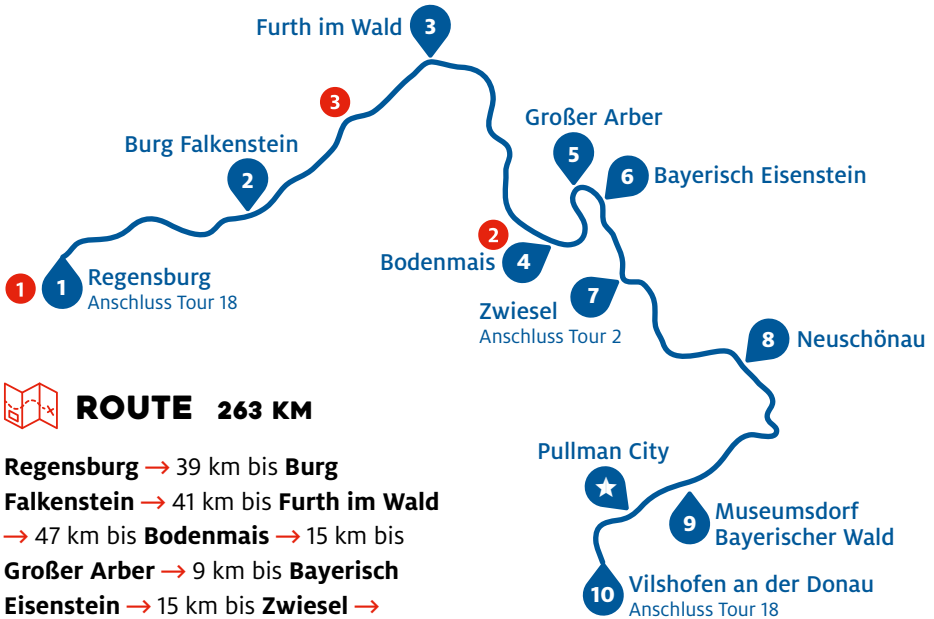 Furth im Wald 3
3
Burg Falkenstein
2
Großer Arber
5
6 Bayerisch Eisenstein
2
Bodenmais 4
1 1 Regensburg
Anschluss Tour 18
Zwiesel 7
Anschluss Tour 2
8 Neuschönau
ROUTE 263 KM
Regensburg → 39 km bis Burg
Falkenstein → 41 km bis Furth im Wald
→ 47 km bis Bodenmais → 15 km bis
Großer Arber → 9 km bis Bayerisch
Eisenstein → 15 km bis Zwiesel →
Pullman City
9 Museumsdorf
Bayerischer Wald
10 Vilshofen an der Donau
Anschluss Tour 18